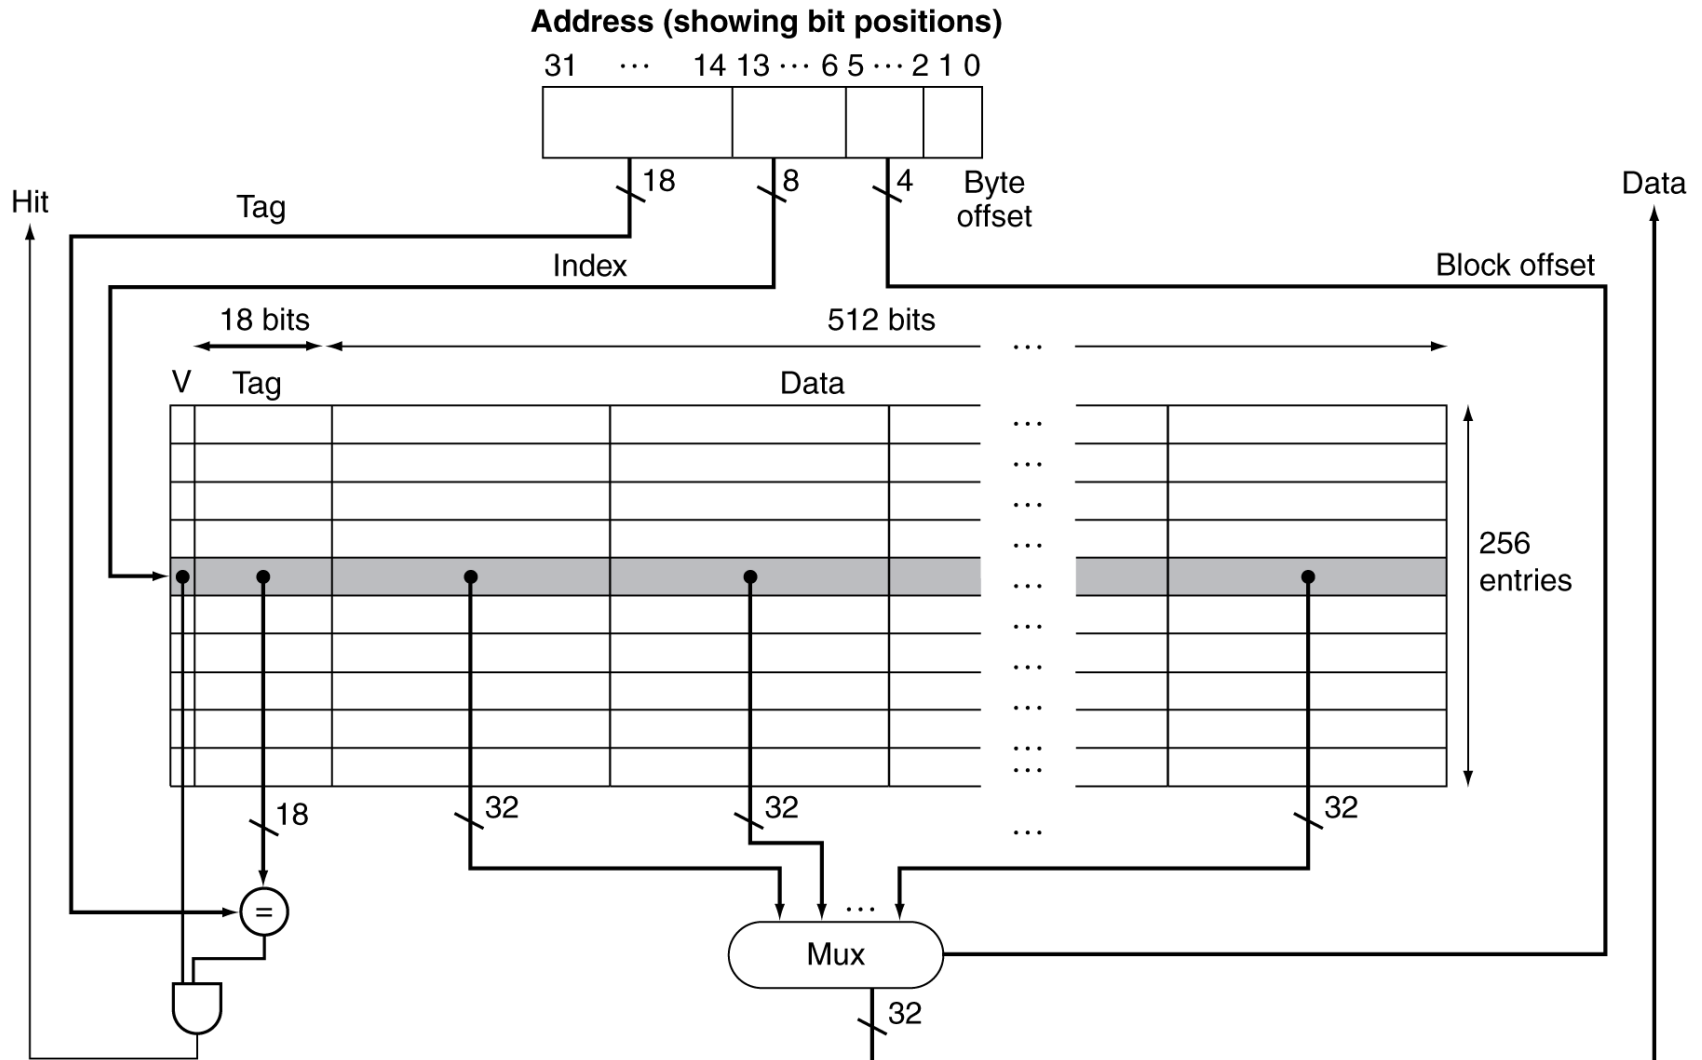 Address (showing bit positions)
31 ··· 14 13 ··· 6 5 ··· 2 1 0
18 8 4 Byte
offset
Hit
Data
Tag
Index
Block offset
18 bits
512 bits
···
V Tag Data
···
···
···
···
···
···
···
···
···
···
256
entries
18 32 32 ··· 32
=
···
Mux
32